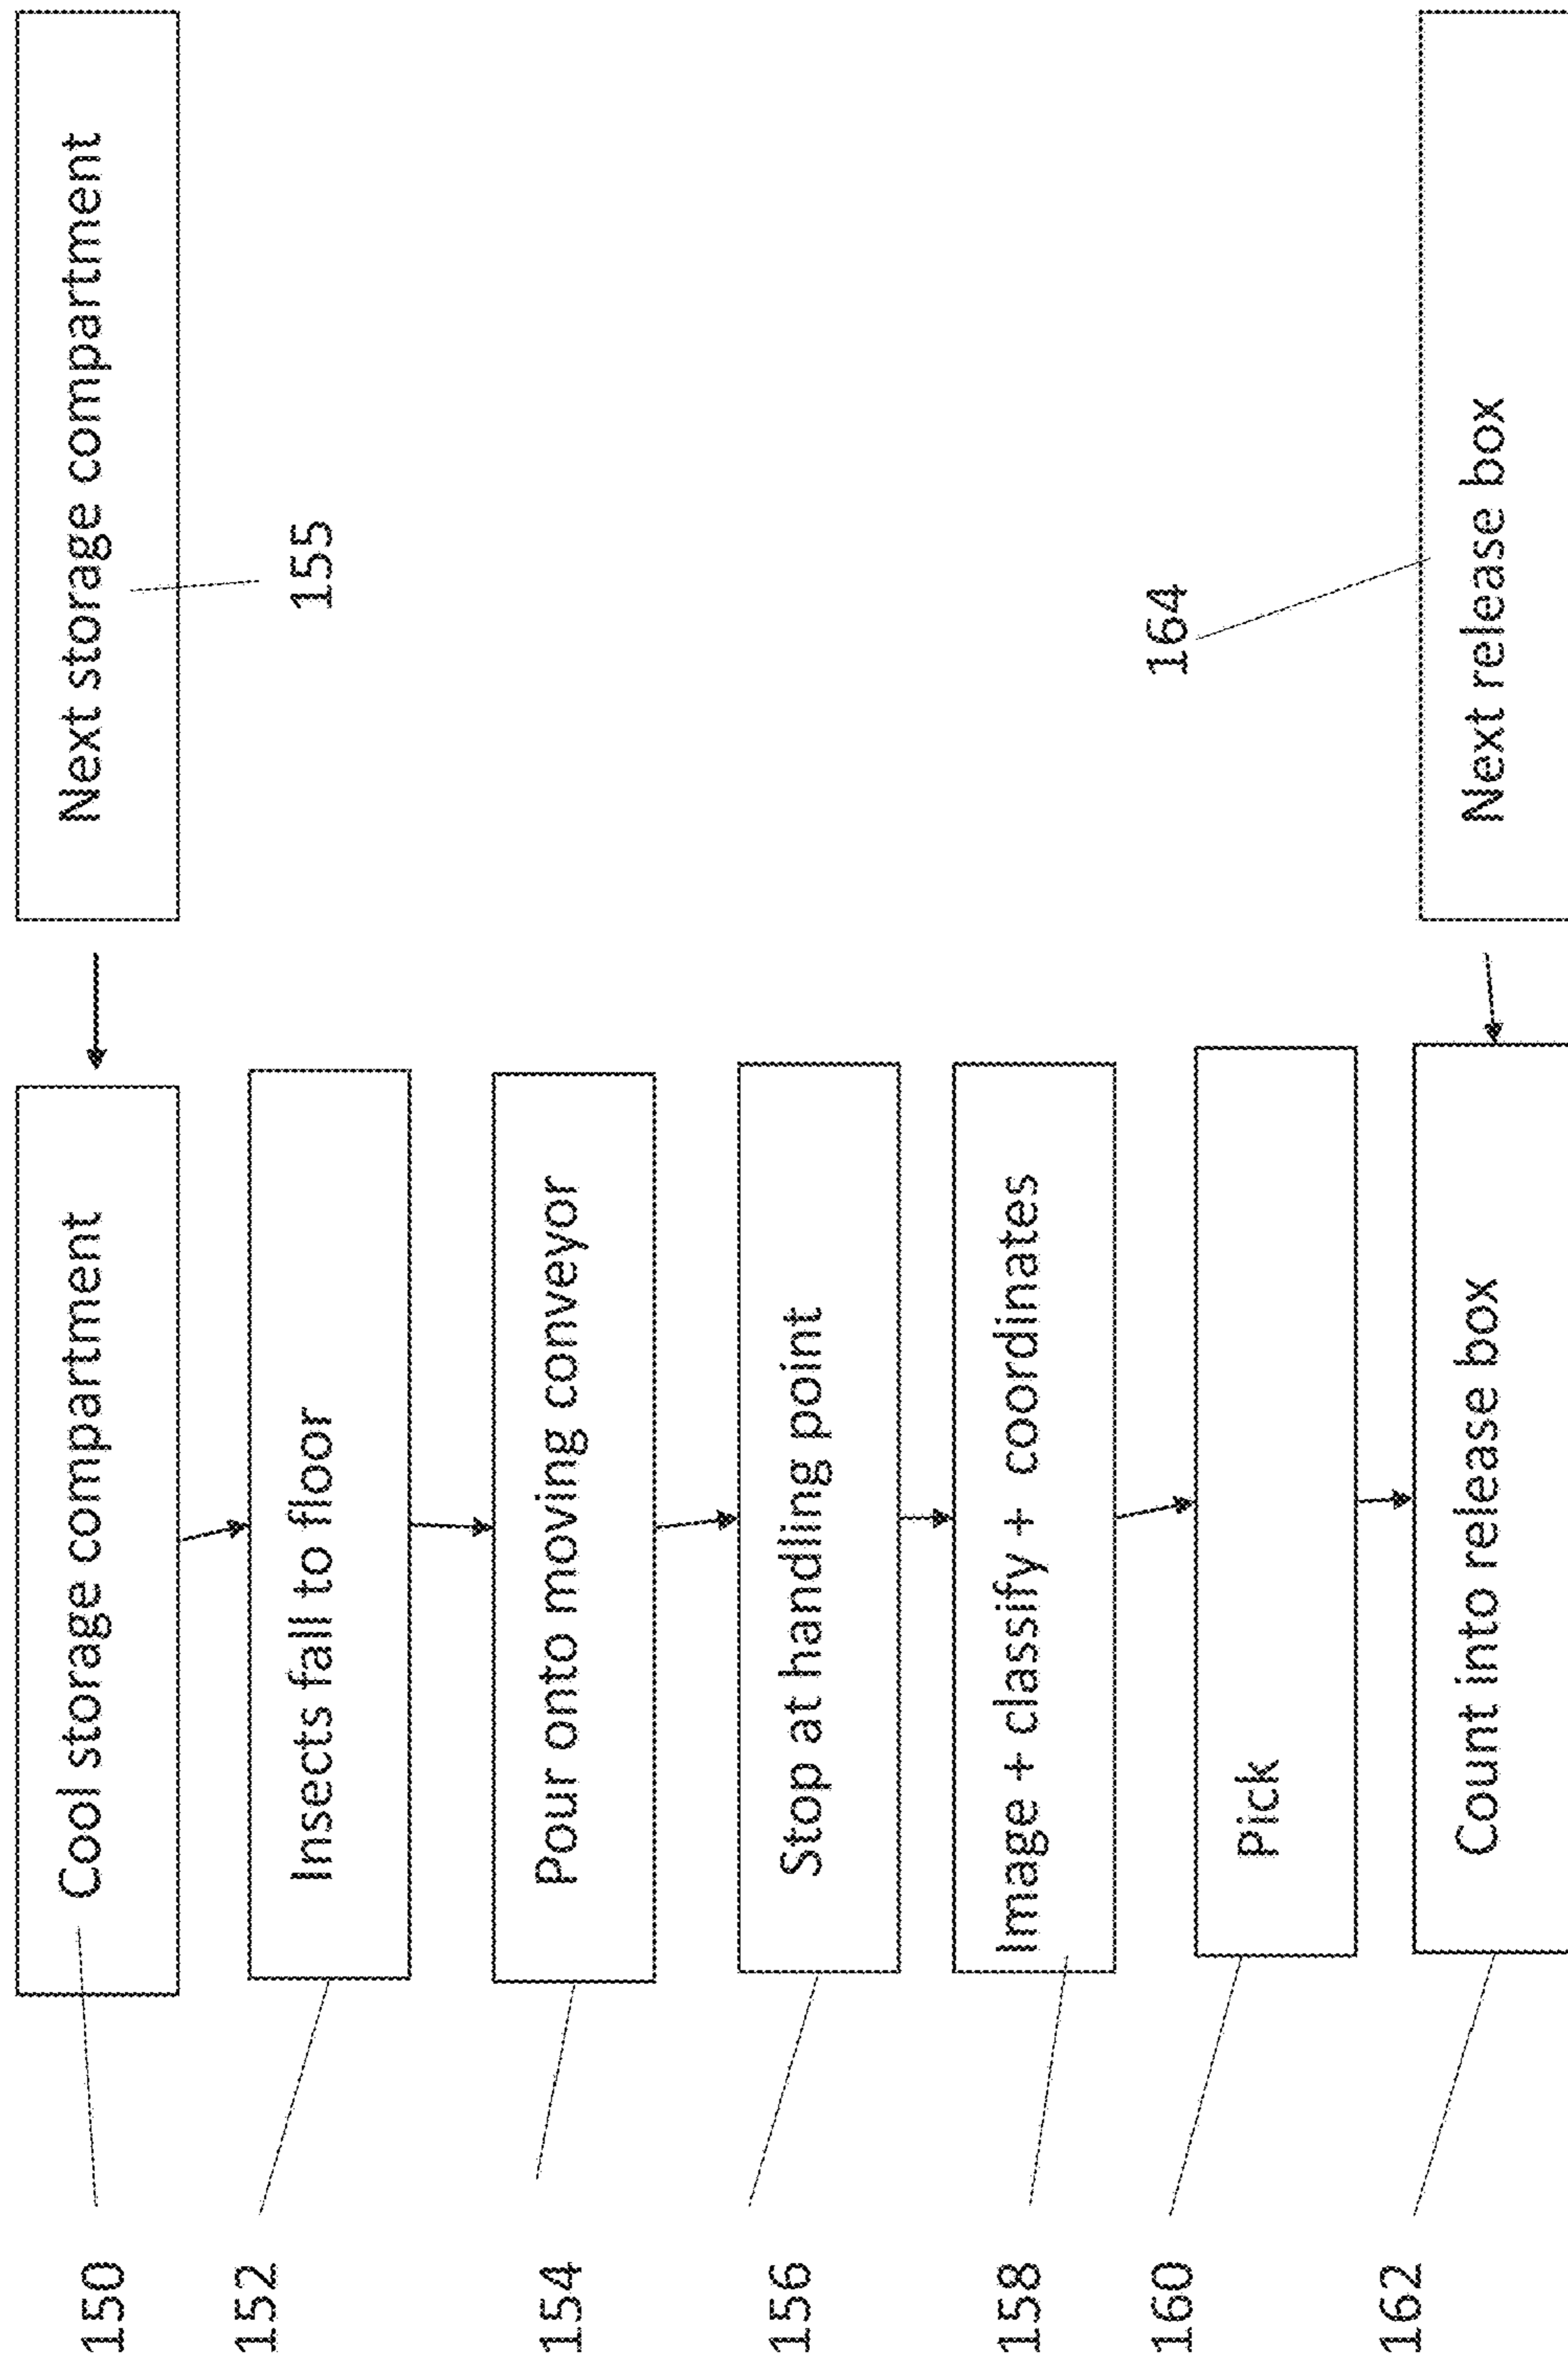 150
Cool storage compartment
Next storage compartment
155
152
Insects fall to floor
154
Pour onto moving conveyor
156
Stop at handling point
158
Image + classify + coordinates
160
Pick
162
Count into release box
164
Next release box